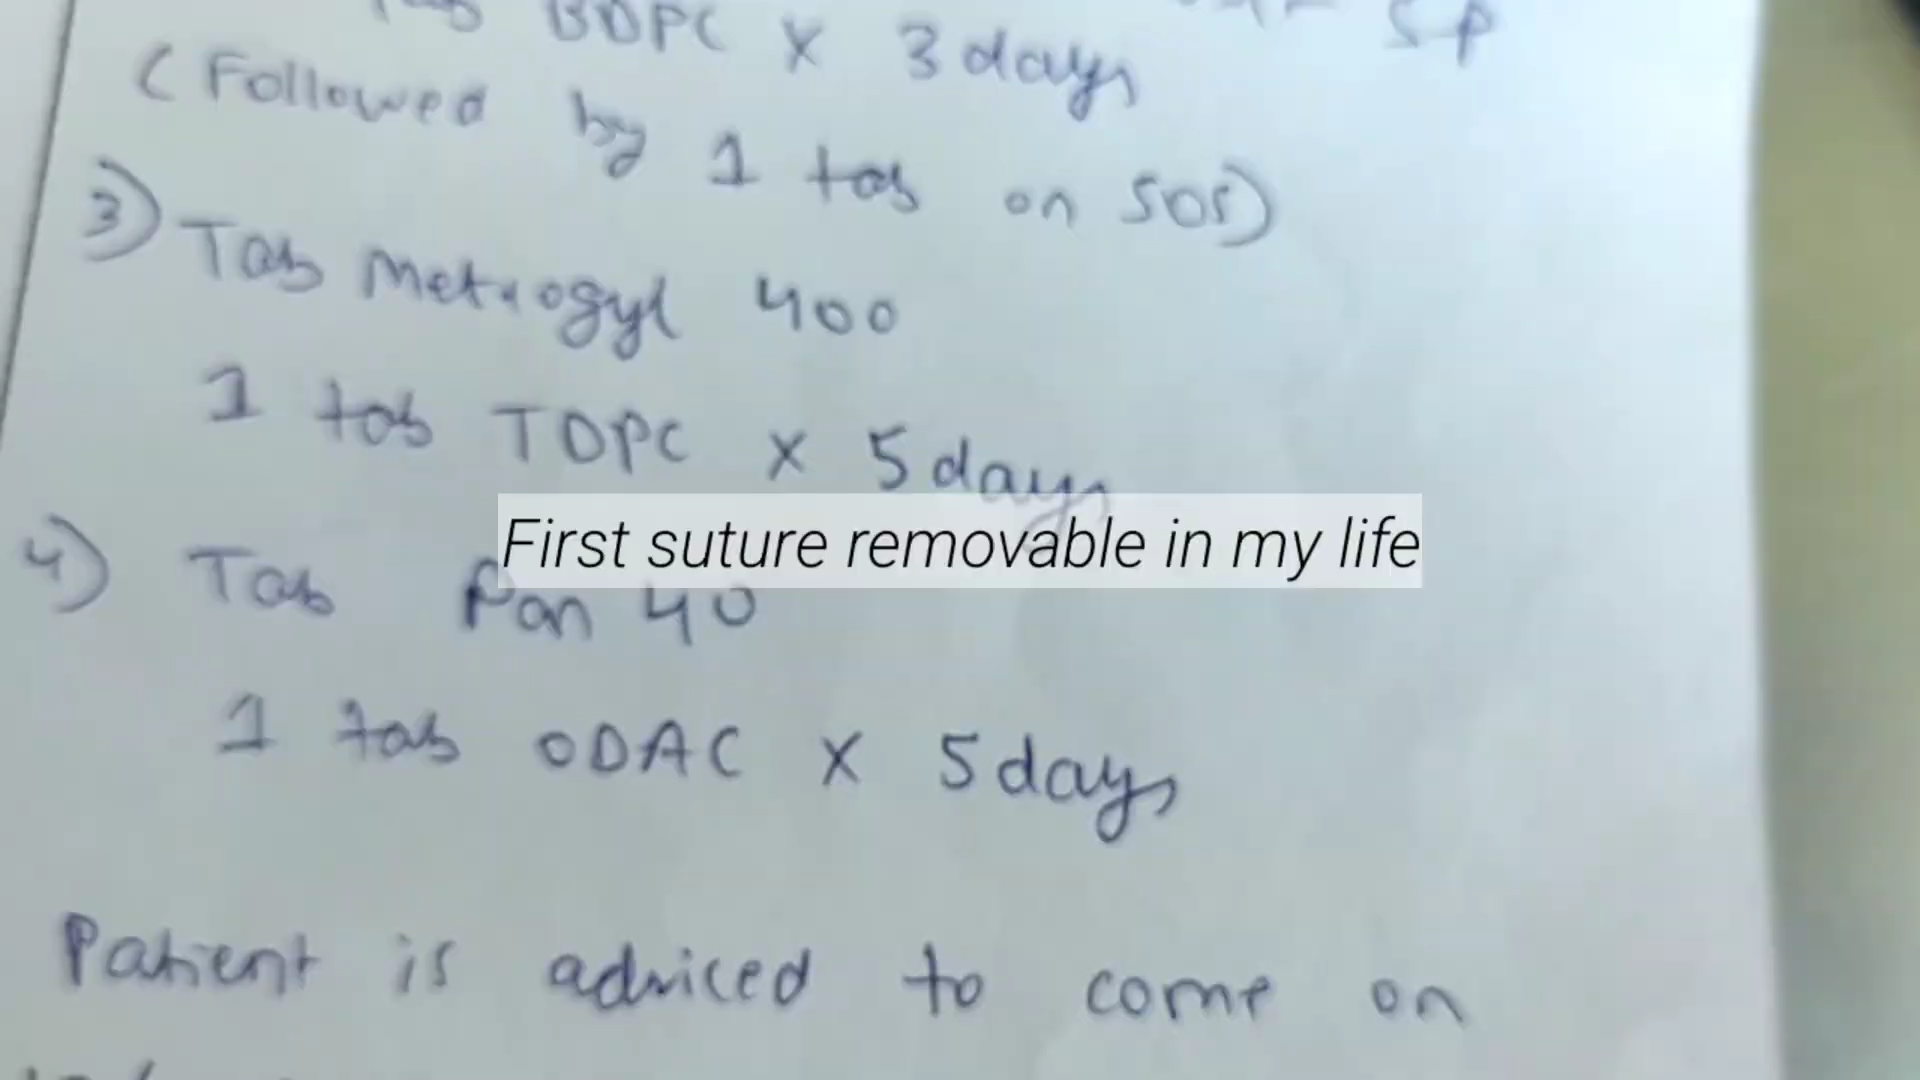 Tab BDPC x 3 days
SP
(Followed by 1 tab on SOS)
3) Tab Metrogyl 400
1 tab TDPC x 5 days
First suture removable in my life
4) Tab Pan 40
1 tab ODAC x 5 days
Patient is adviced to come on